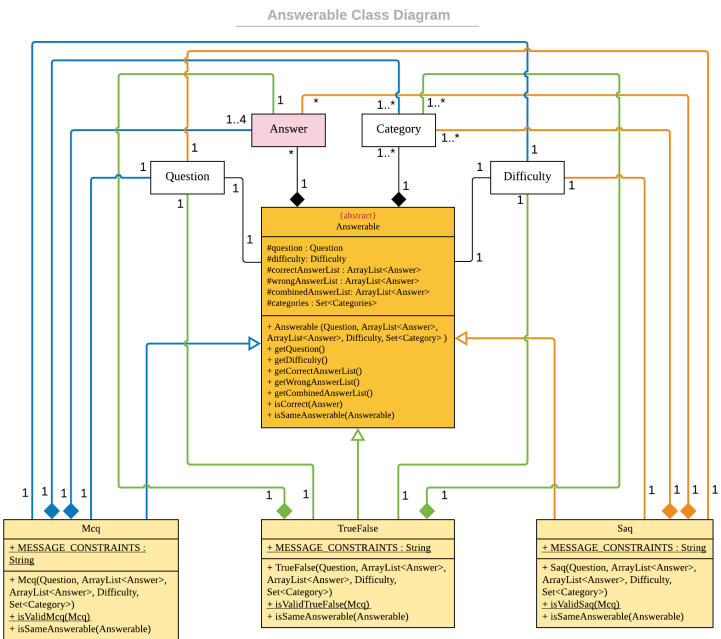 Answerable Class Diagram
1
*
1..*
1..*
1..4
Answer
Category
1..*
*
1..*
1
1
1
1
Question
Difficulty
1
1
1
1
1
1
1
1
{abstract}
Answerable
#question : Question
#difficulty: Difficulty
#correctAnswerList : ArrayList<Answer>
#wrongAnswerList : ArrayList<Answer>
#combinedAnswerList: ArrayList<Answer>
#categories : Set<Categories>
+ Answerable (Question, ArrayList<Answer>,
ArrayList<Answer>, Difficulty, Set<Category> )
+ getQuestion()
+ getDifficulty()
+ getCorrectAnswerList()
+ getWrongAnswerList()
+ getCombinedAnswerList()
+ isCorrect(Answer)
+ isSameAnswerable(Answerable)
1
1
1
1
1
1
1
1
1
1
1
1
Mcq
+ MESSAGE_CONSTRAINTS :
String
+ Mcq(Question, ArrayList<Answer>,
ArrayList<Answer>, Difficulty,
Set<Category>)
+ isValidMcq(Mcq)
+ isSameAnswerable(Answerable)
TrueFalse
+ MESSAGE_CONSTRAINTS : String
+ TrueFalse(Question, ArrayList<Answer>,
ArrayList<Answer>, Difficulty,
Set<Category>)
+ isValidTrueFalse(Mcq)
+ isSameAnswerable(Answerable)
Saq
+ MESSAGE_CONSTRAINTS : String
+ Saq(Question, ArrayList<Answer>,
ArrayList<Answer>, Difficulty,
Set<Category>)
+ isValidSaq(Mcq)
+ isSameAnswerable(Answerable)